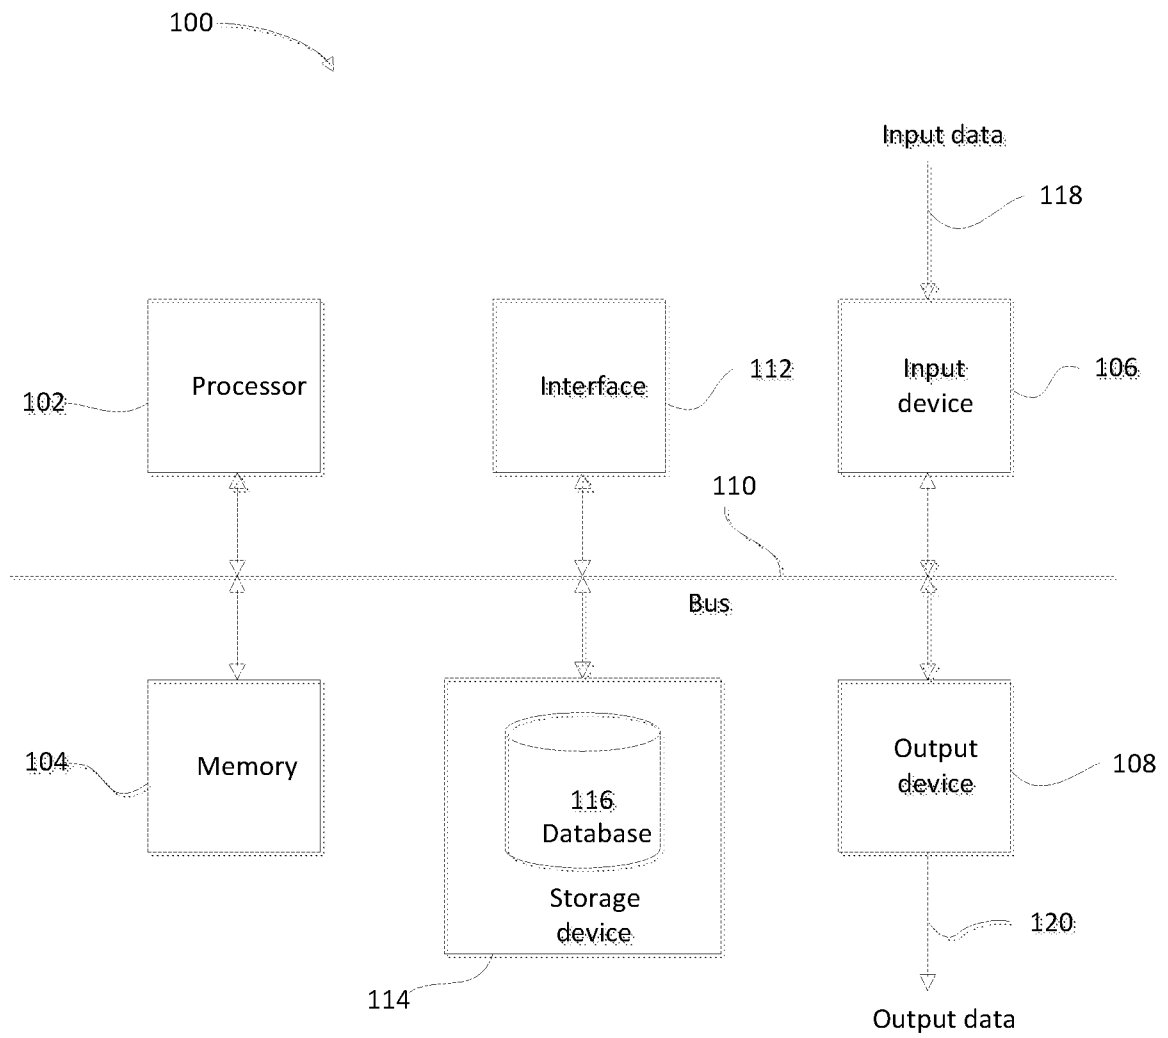 100
Input data
118
Processor
102
Interface
112
Input
device
106
110
Bus
Memory
104
116
Database
Storage
device
114
Output
device
108
120
Output data